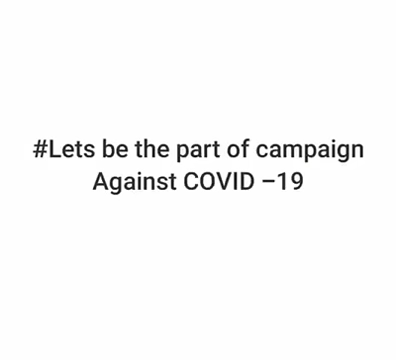 #Lets be the part of campaign
Against COVID –19